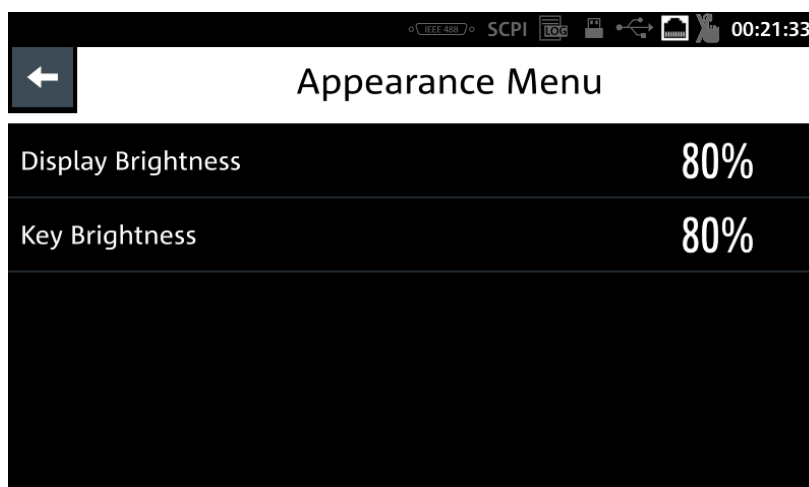 IEEE 488 SCPI LOG 00:21:33
Appearance Menu
Display Brightness 80%
Key Brightness 80%